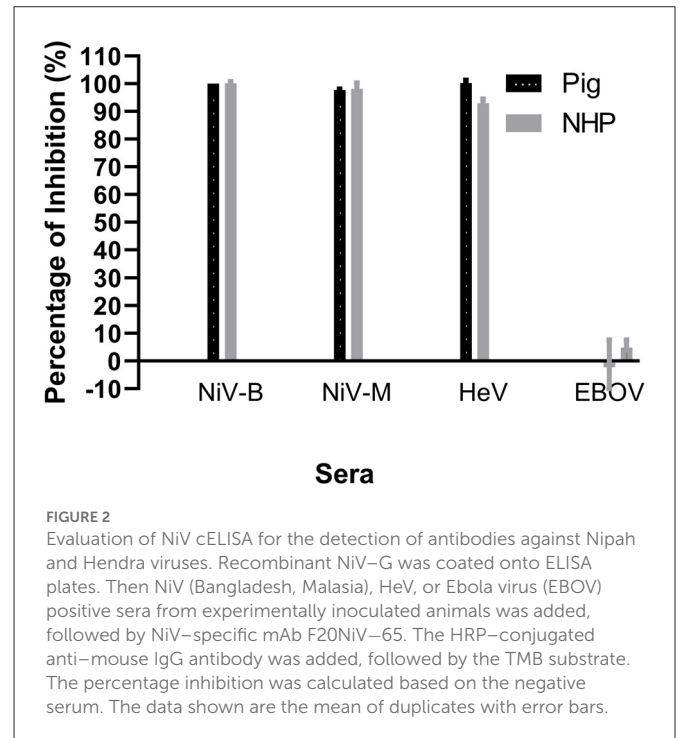 Percentage of Inhibition (%)
110
100
90
80
70
60
50
40
30
20
10
0
-10
Pig
NHP
NiV-B
NiV-M
HeV
EBOV
Sera
FIGURE 2
Evaluation of NiV cELISA for the detection of antibodies against Nipah
and Hendra viruses. Recombinant NiV–G was coated onto ELISA
plates. Then NiV (Bangladesh, Malasia), HeV, or Ebola virus (EBOV)
positive sera from experimentally inoculated animals was added,
followed by NiV–specific mAb F20NiV—65. The HRP–conjugated
anti–mouse IgG antibody was added, followed by the TMB substrate.
The percentage inhibition was calculated based on the negative
serum. The data shown are the mean of duplicates with error bars.